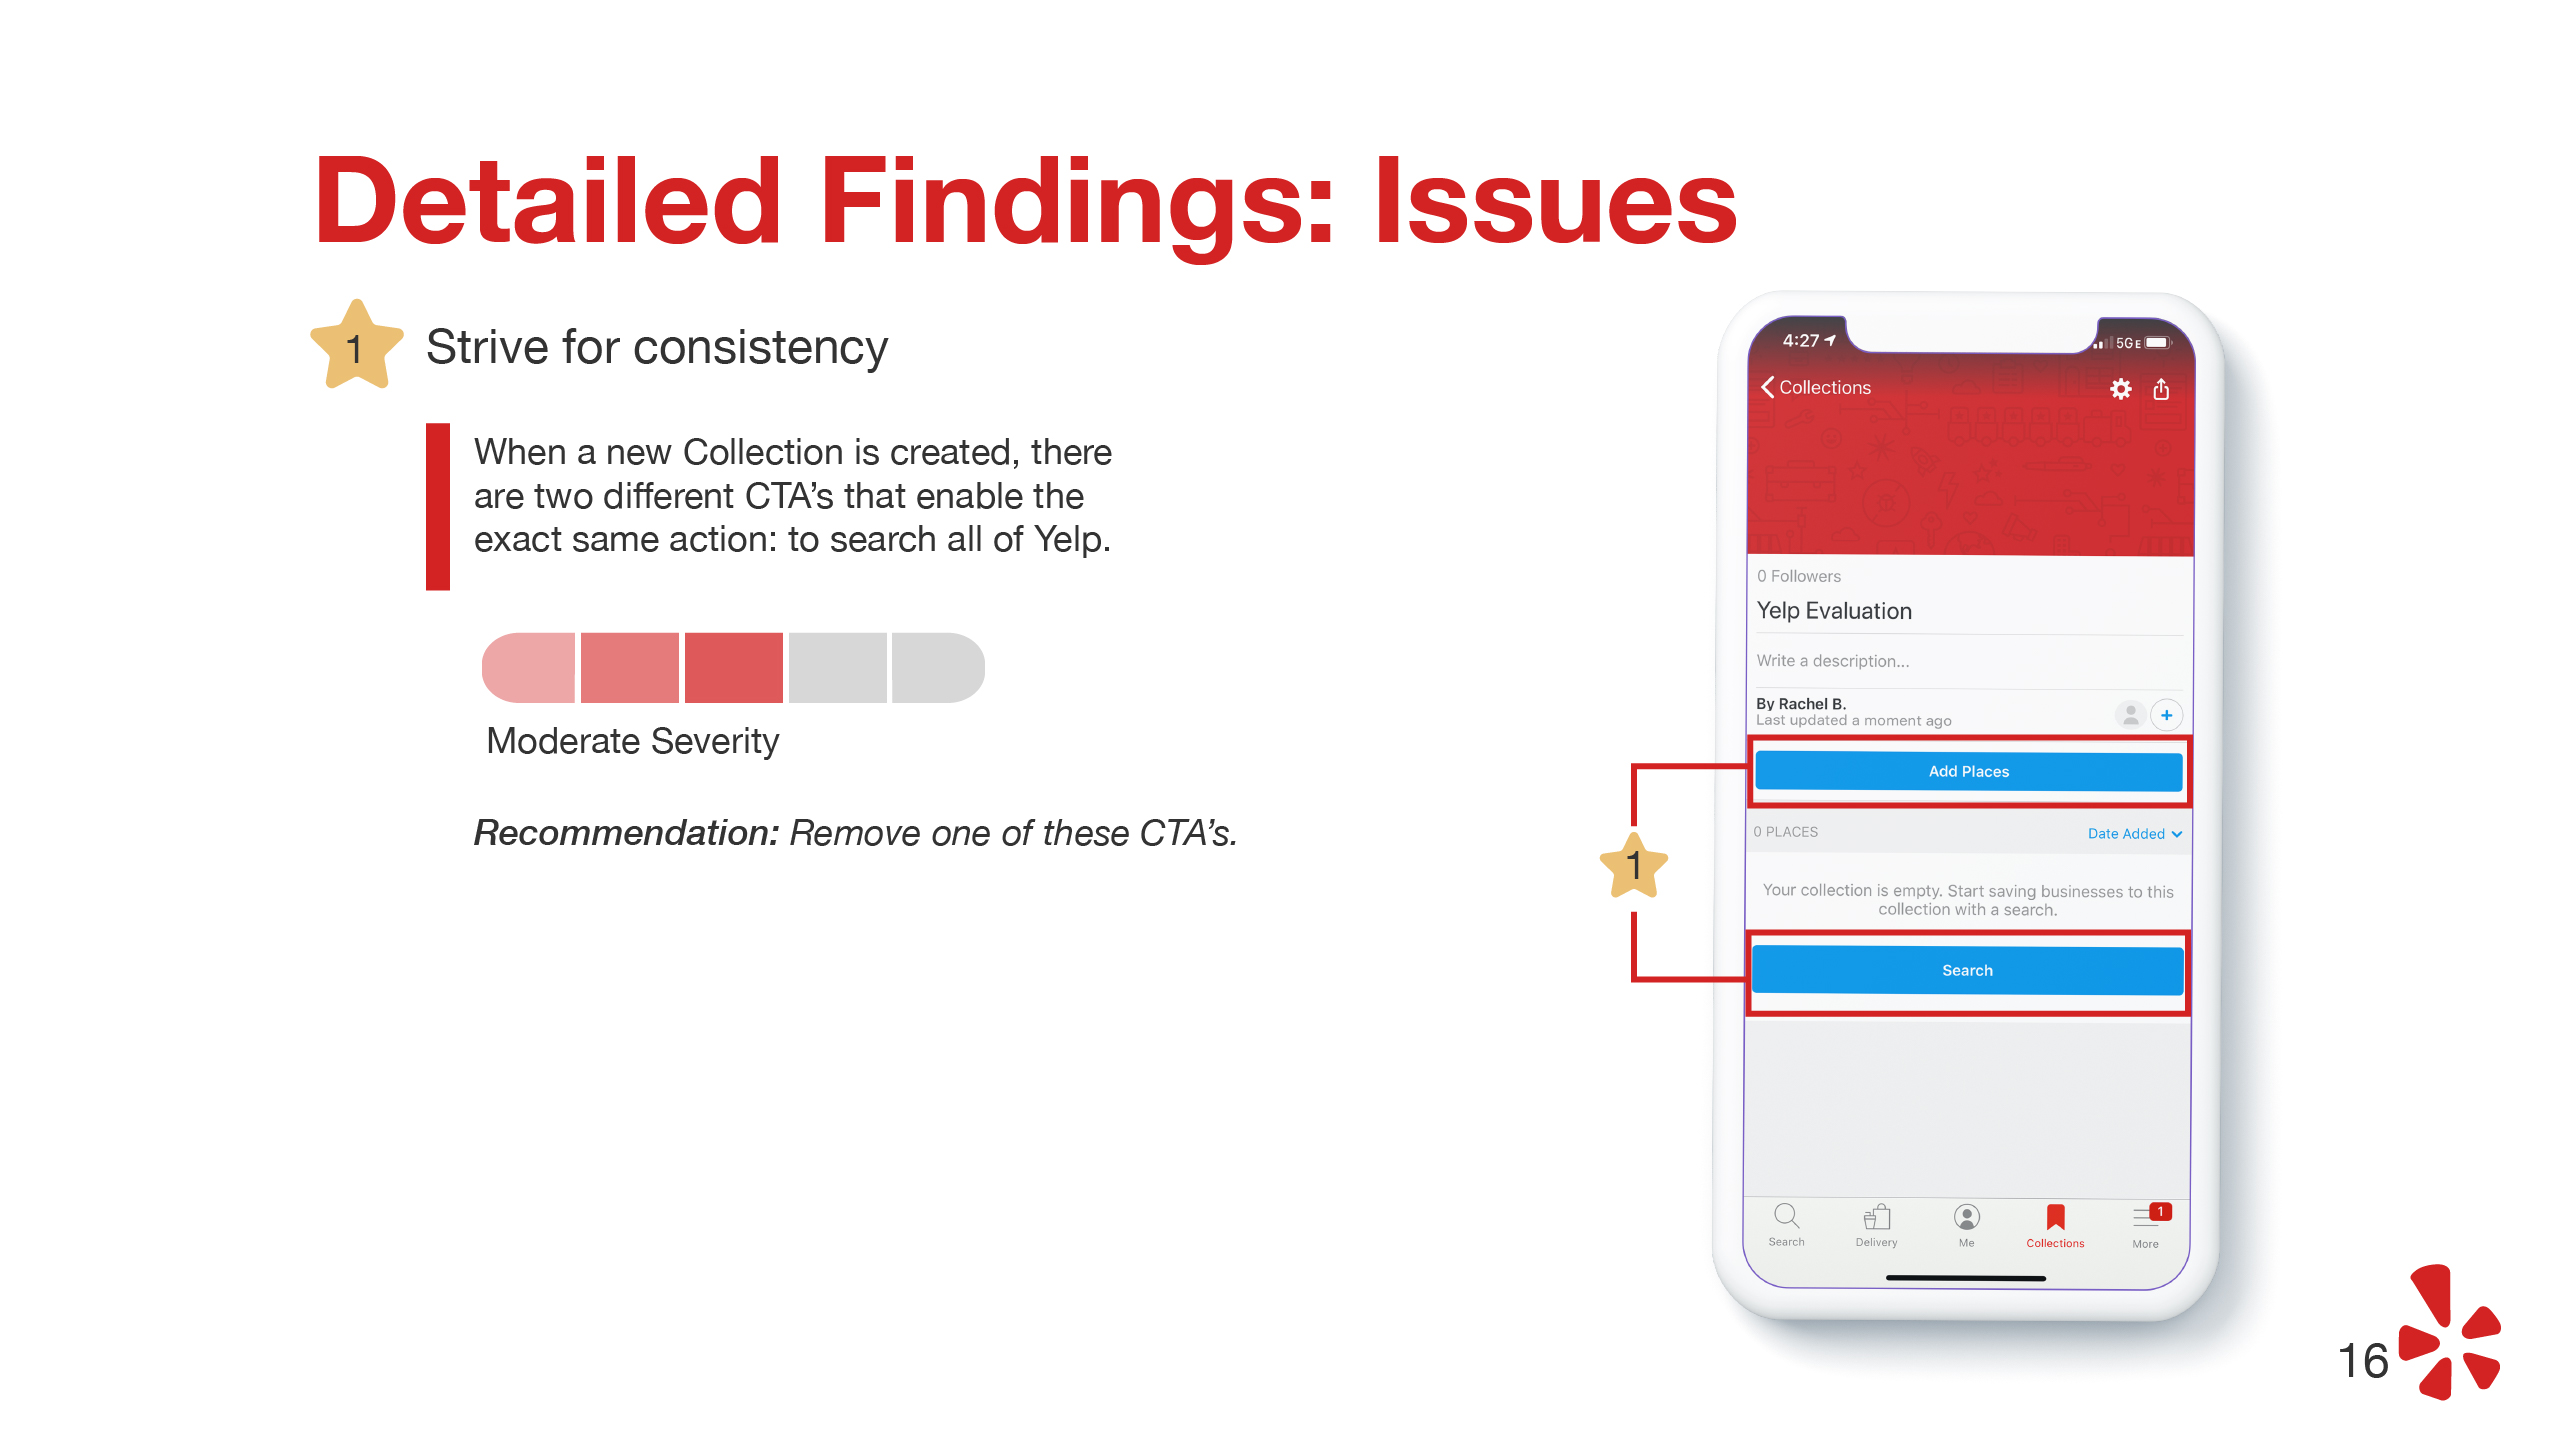 Detailed Findings: Issues
1
Strive for consistency
When a new Collection is created, there
are two different CTA’s that enable the
exact same action: to search all of Yelp.
Moderate Severity
Recommendation: Remove one of these CTA’s.
1
4:27
5GE
Collections
0 Followers
Yelp Evaluation
Write a description...
By Rachel B.
Last updated a moment ago
Add Places
0 PLACES
Date Added
Your collection is empty. Start saving businesses to this
collection with a search.
Search
Search
Delivery
Me
Collections
1
More
16